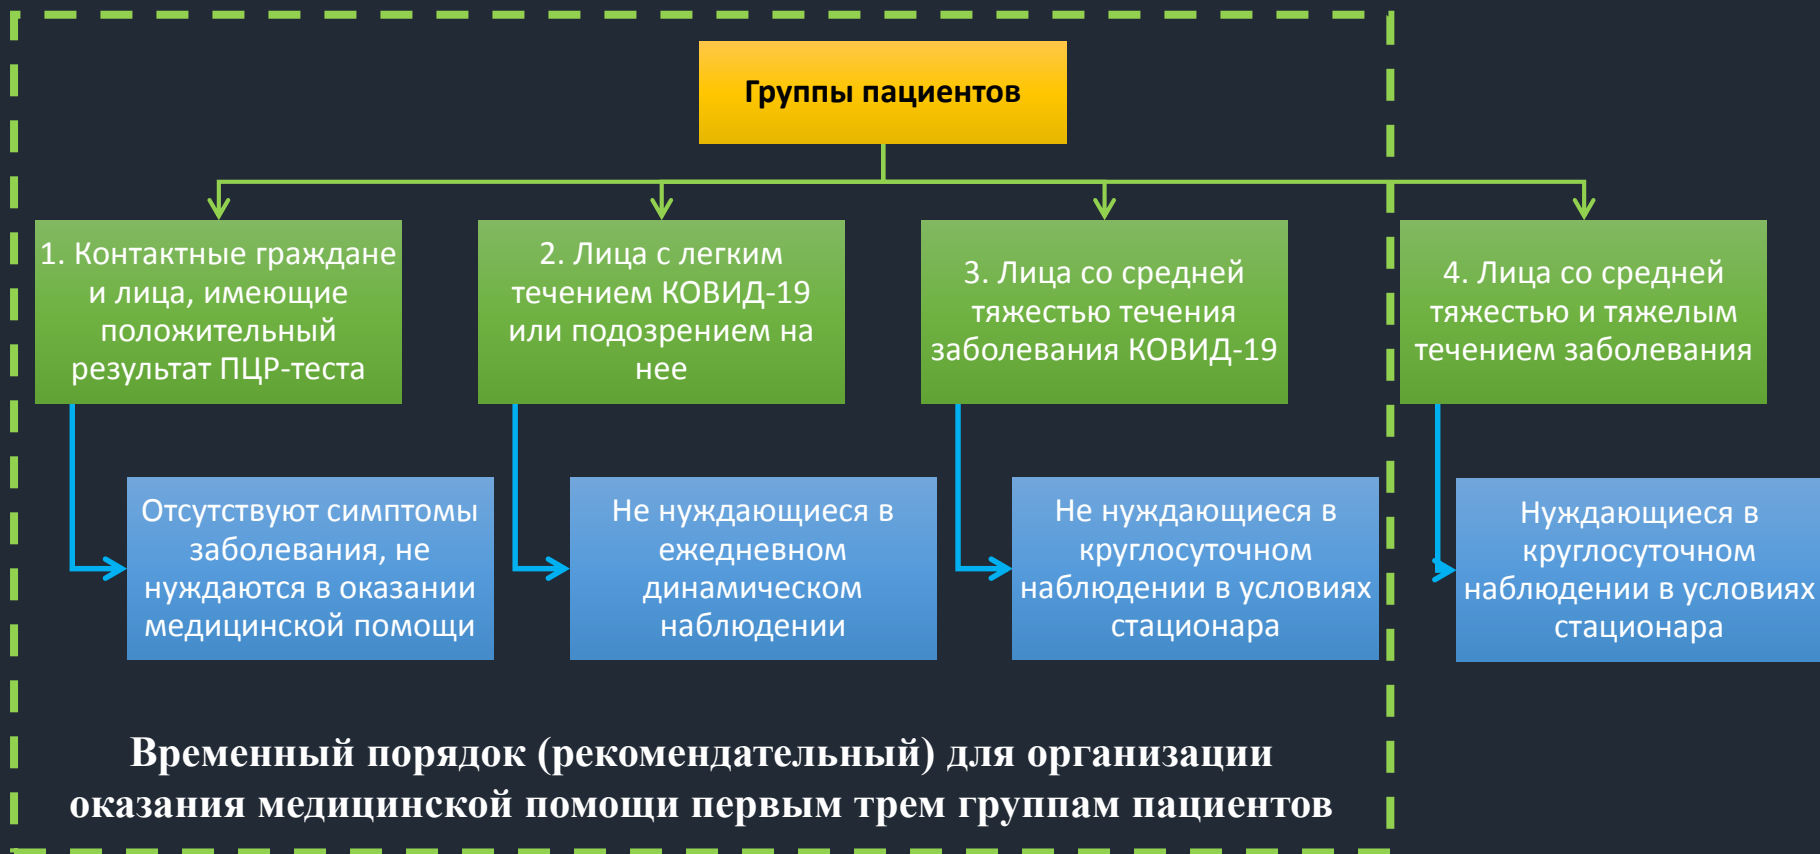 Группы пациентов
1. Контактные граждане
и лица, имеющие
положительный
результат ПЦР-теста
2. Лица с легким
течением КОВИД-19
или подозрением на
нее
3. Лица со средней
тяжестью течения
заболевания КОВИД-19
4. Лица со средней
тяжестью и тяжелым
течением заболевания
Отсутствуют симптомы
заболевания, не
нуждаются в оказании
медицинской помощи
Не нуждающиеся в
ежедневном
динамическом
наблюдении
Не нуждающиеся в
круглосуточном
наблюдении в условиях
стационара
Нуждающиеся в
круглосуточном
наблюдении в условиях
стационара
Временный порядок (рекомендательный) для организации
оказания медицинской помощи первым трем группам пациентов